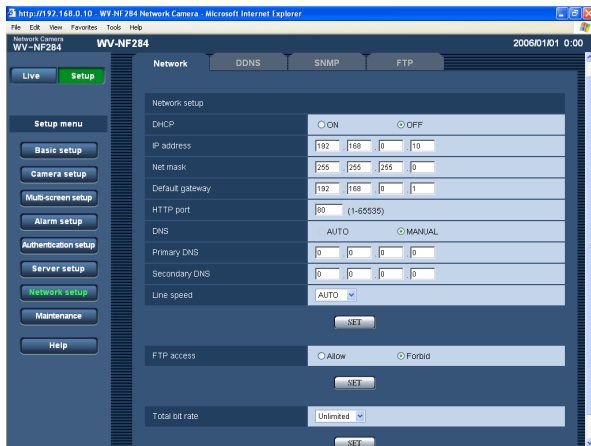 http://192.168.0.10 - WV-NF284 Network Camera - Microsoft Internet Explorer
File Edit View Favorites Tools Help
Network Camera
WV-NF284
WV-NF284
2006/01/01 0:00
Live Setup
Network DDNS SNMP FTP
Setup menu
Basic setup
Camera setup
Multi-screen setup
Alarm setup
Authentication setup
Server setup
Network setup
Maintenance
Help
Network setup
DHCP ON OFF
IP address 192 . 168 . 0 . 10
Net mask 255 . 255 . 255 . 0
Default gateway 192 . 168 . 0 . 1
HTTP port 80 (1-65535)
DNS AUTO MANUAL
Primary DNS 0 . 0 . 0 . 0
Secondary DNS 0 . 0 . 0 . 0
Line speed AUTO
SET
FTP access Allow Forbid
SET
Total bit rate Unlimited
SET